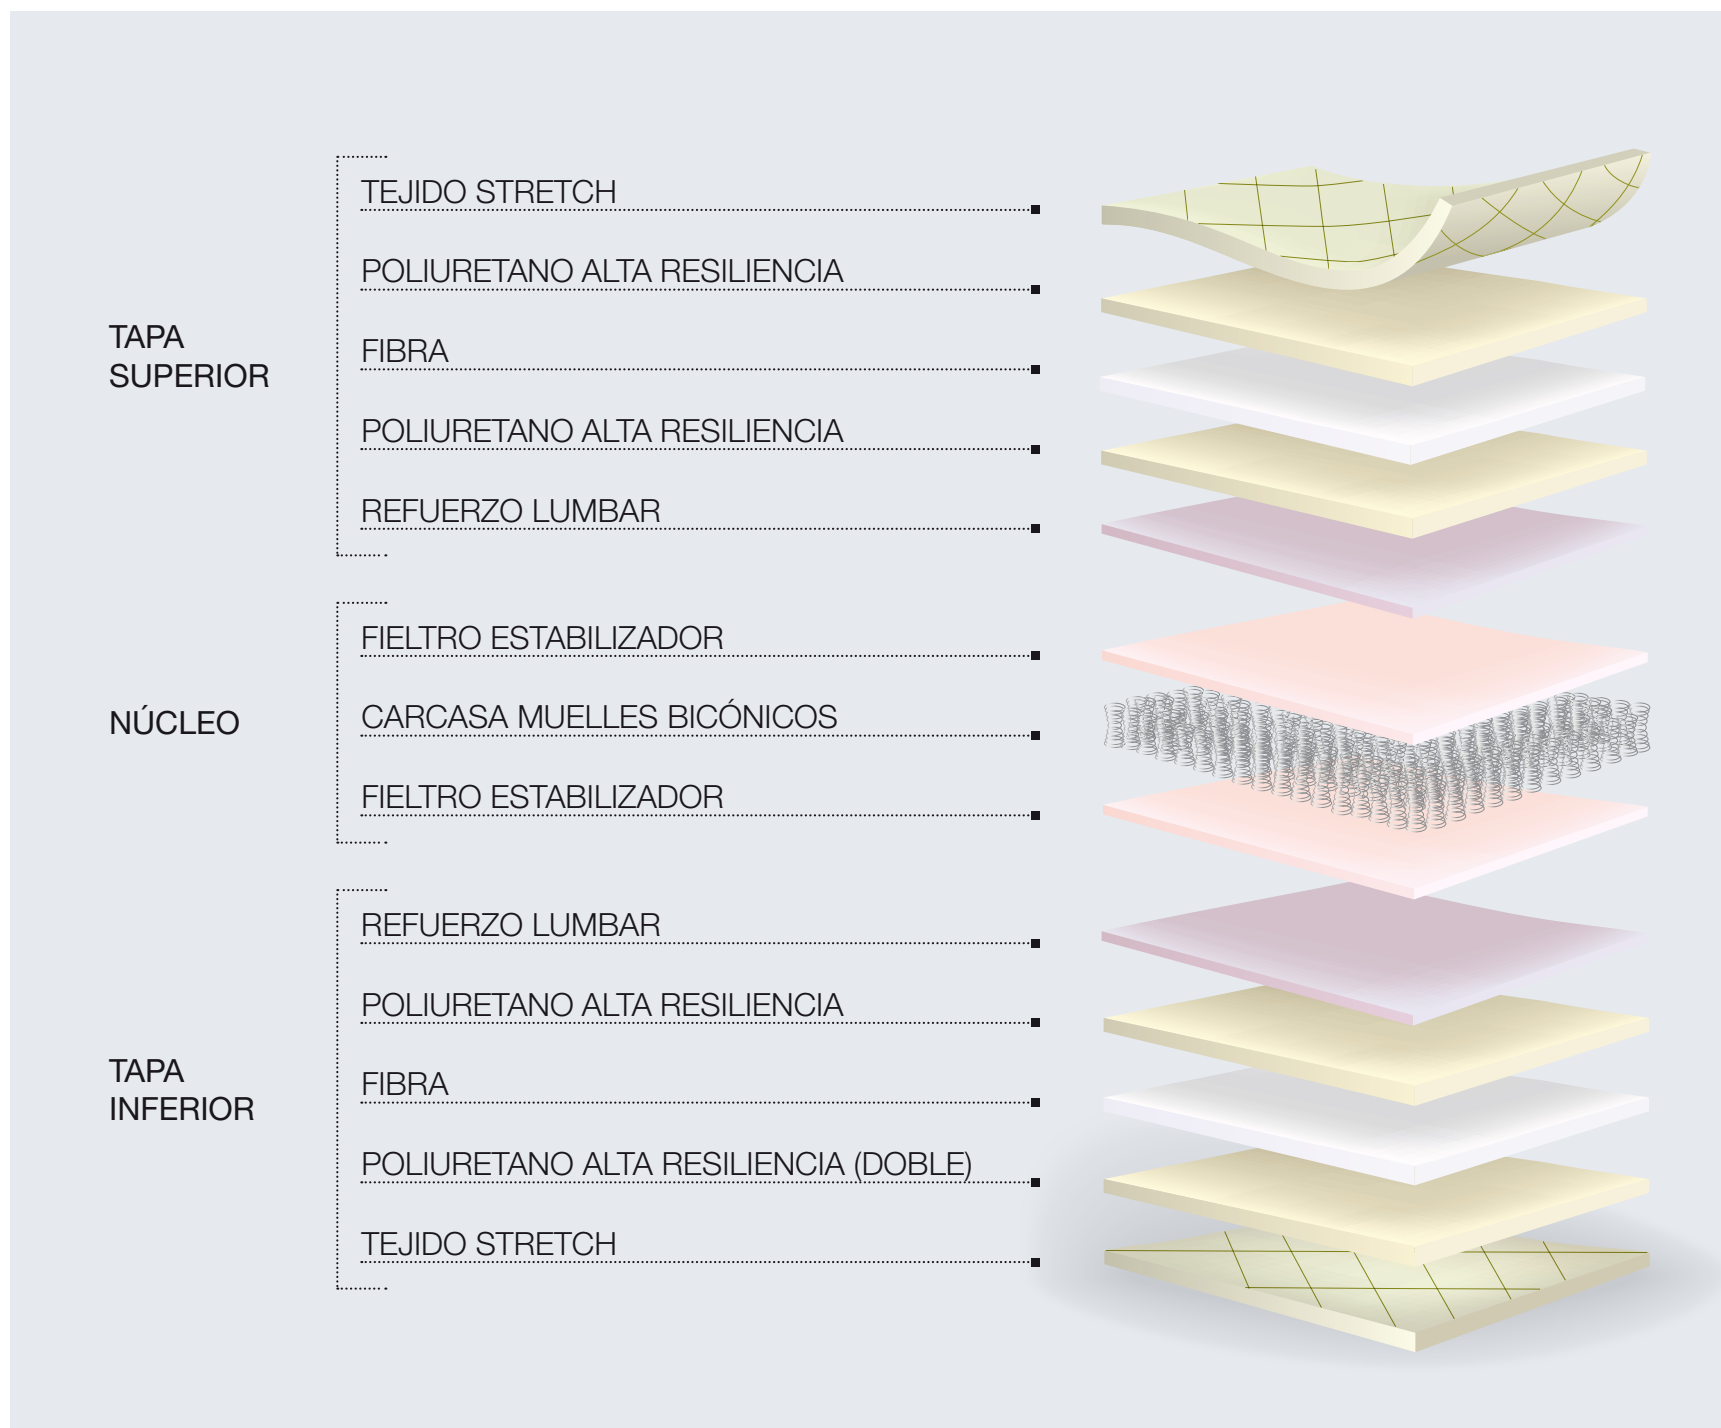 TAPA
SUPERIOR
TEJIDO STRETCH
POLIURETANO ALTA RESILIENCIA
FIBRA
POLIURETANO ALTA RESILIENCIA
REFUERZO LUMBAR
NÚCLEO
FIELTRO ESTABILIZADOR
CARCASA MUELLES BICÓNICOS
FIELTRO ESTABILIZADOR
TAPA
INFERIOR
REFUERZO LUMBAR
POLIURETANO ALTA RESILIENCIA
FIBRA
POLIURETANO ALTA RESILIENCIA (DOBLE)
TEJIDO STRETCH